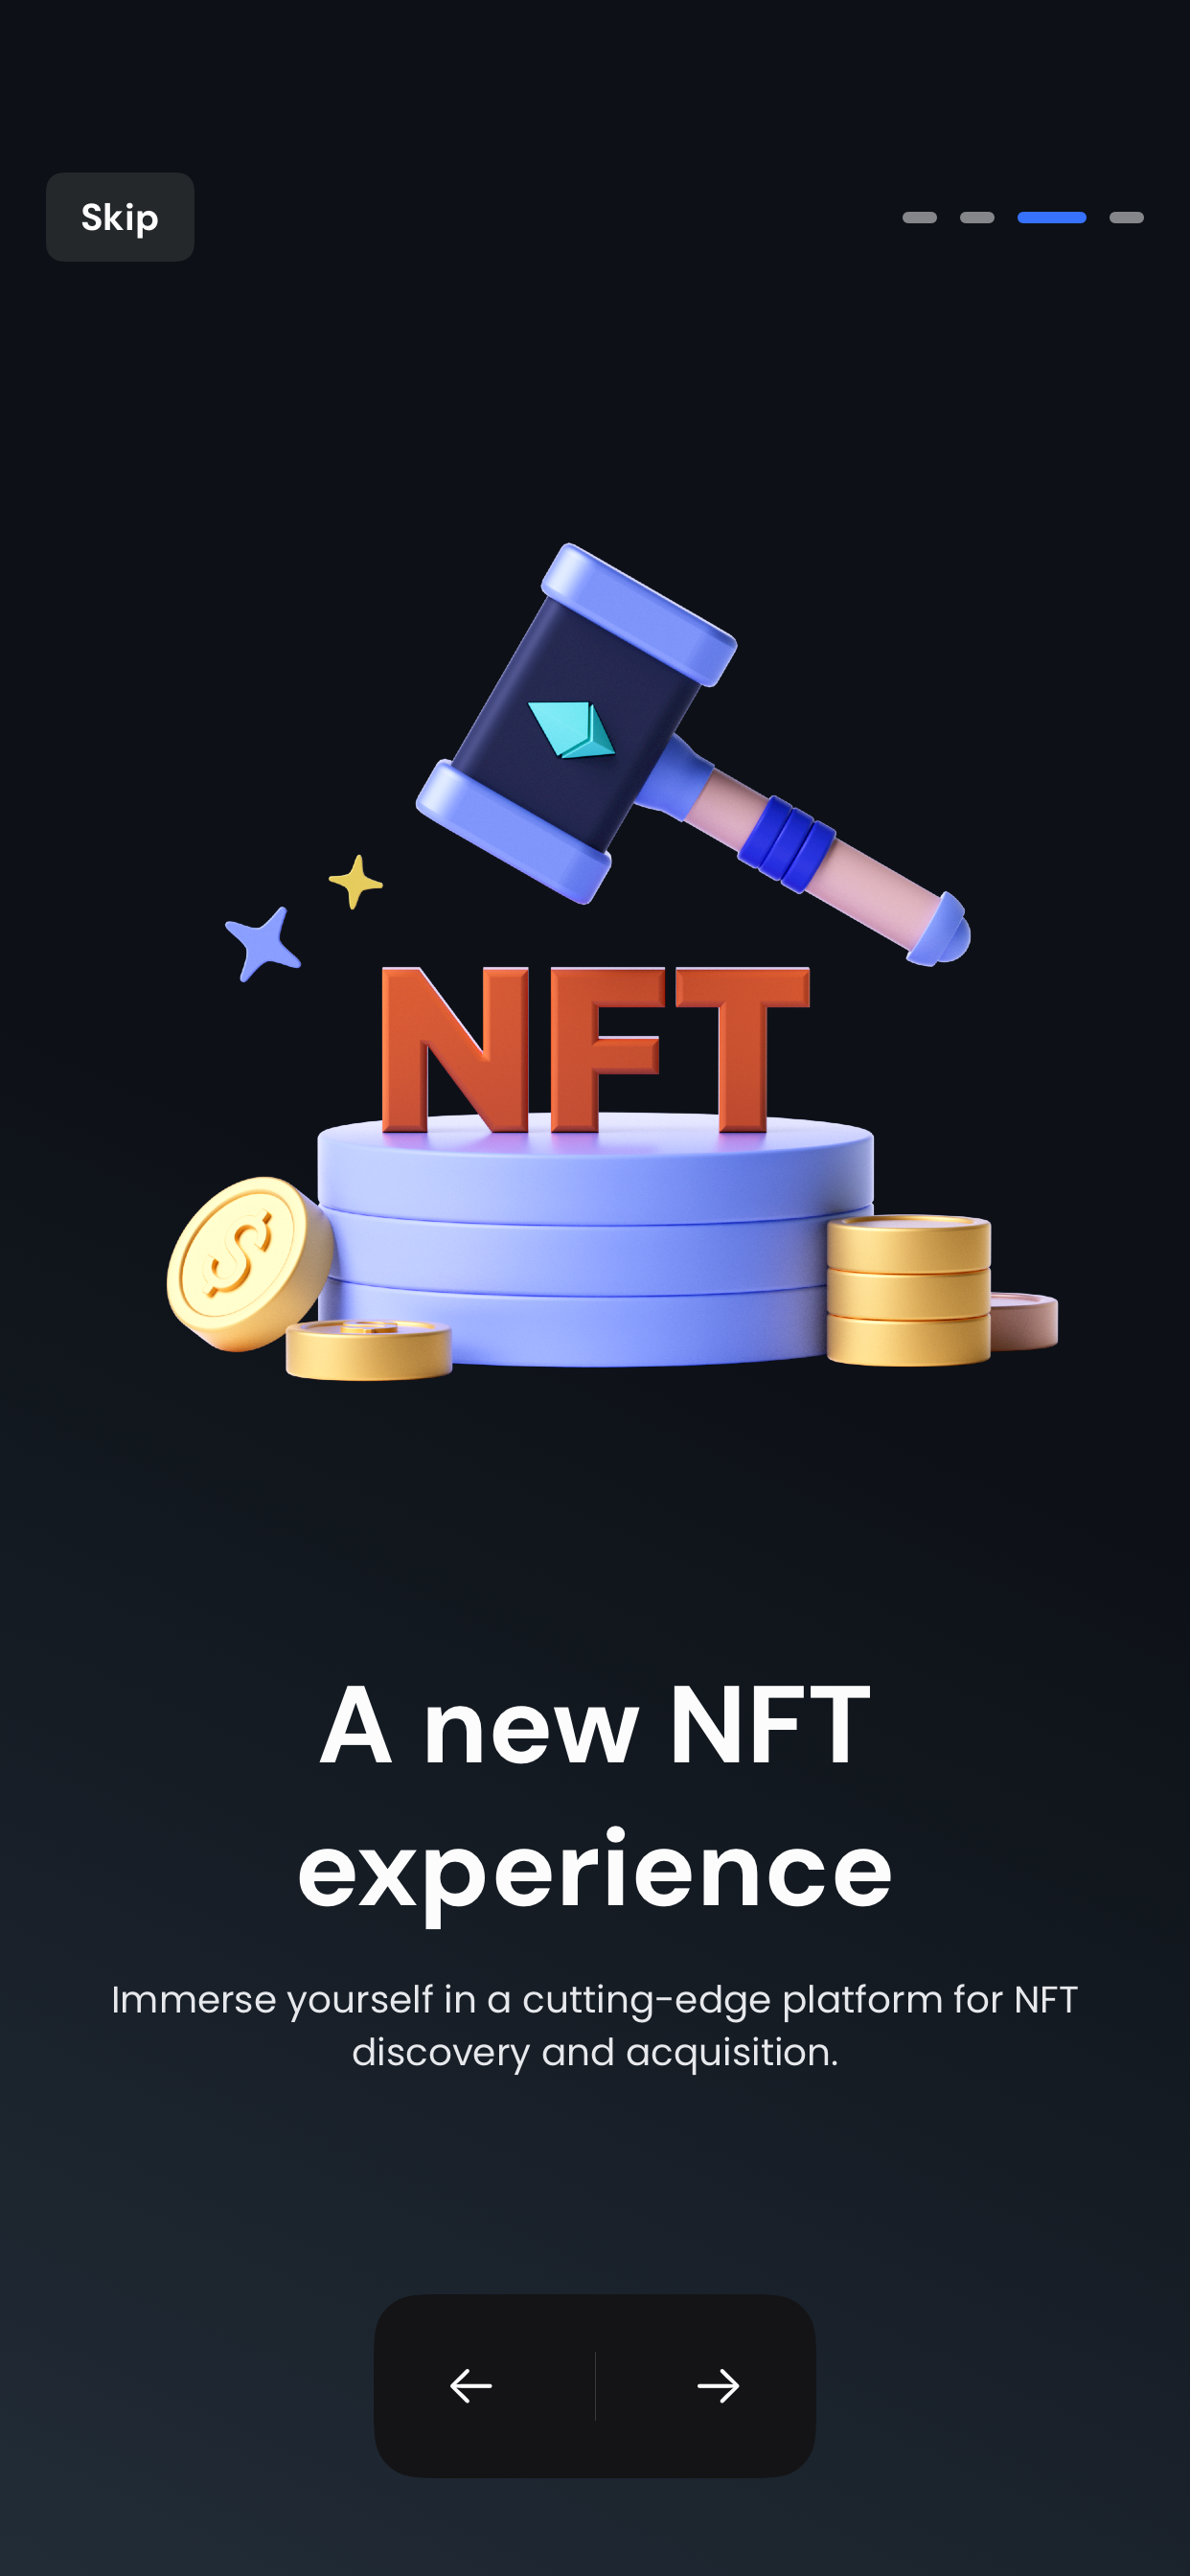 Skip
NFT
$
A new NFT
experience
Immerse yourself in a cutting-edge platform for NFT
discovery and acquisition.